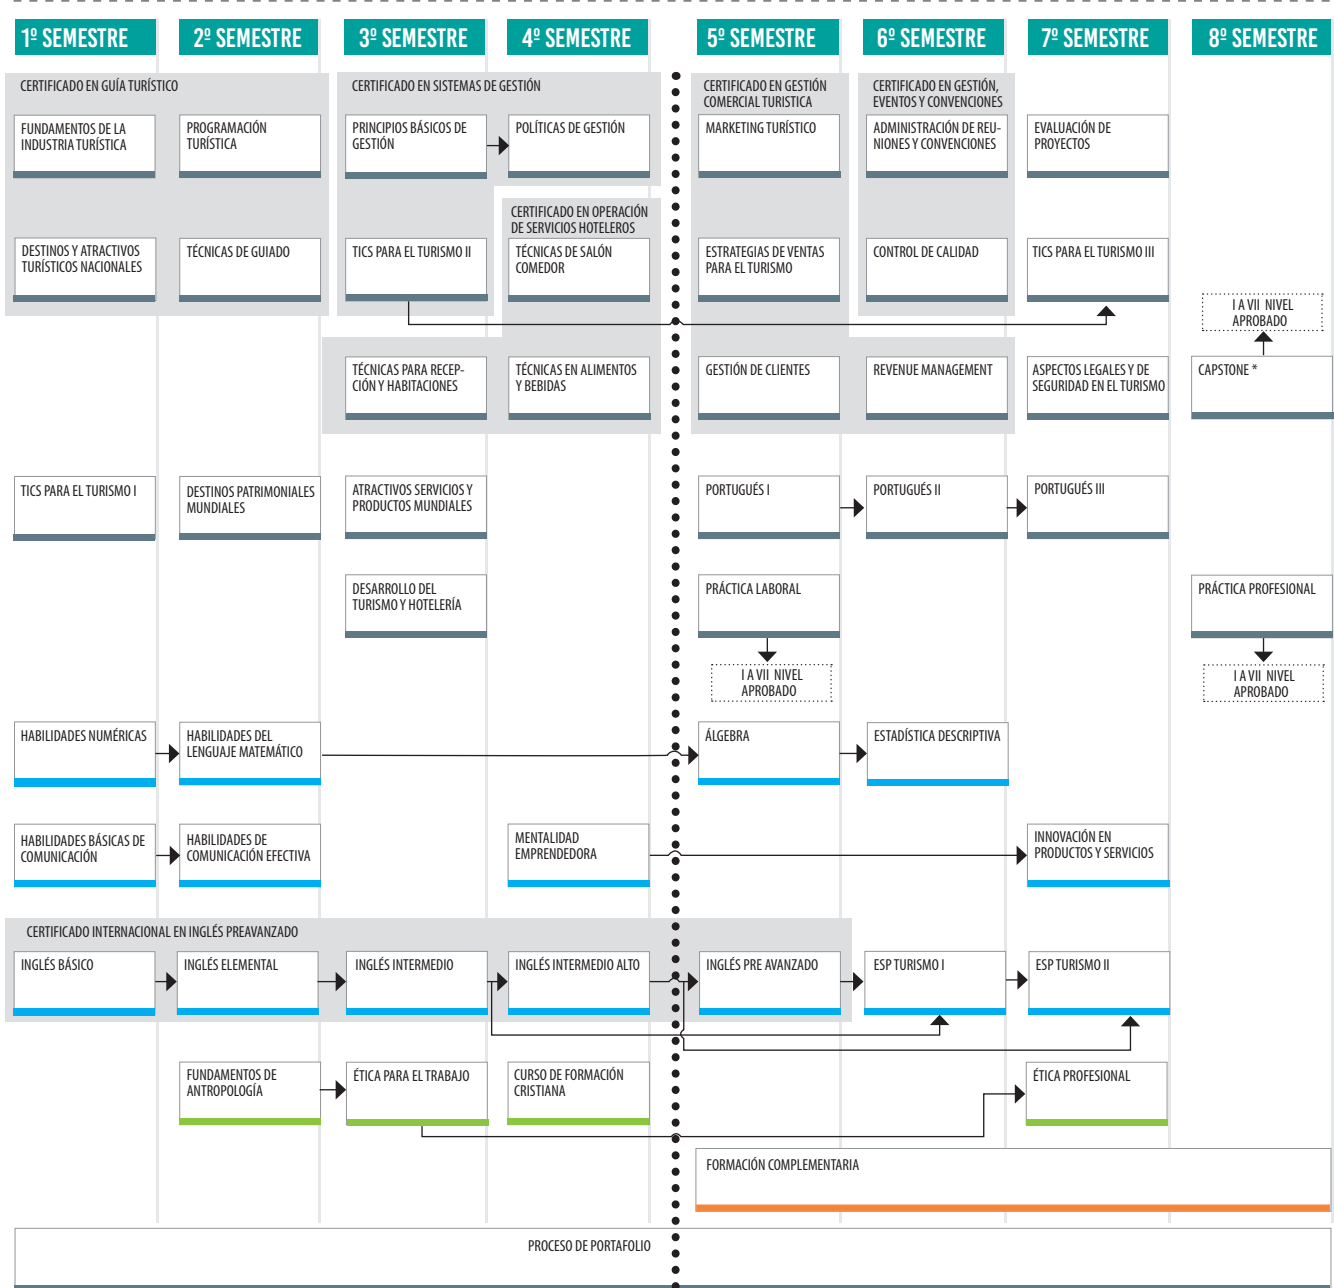 1º SEMESTRE
2º SEMESTRE
3º SEMESTRE
4º SEMESTRE
5º SEMESTRE
6º SEMESTRE
7º SEMESTRE
8º SEMESTRE
CERTIFICADO EN GUÍA TURÍSTICO
CERTIFICADO EN SISTEMAS DE GESTIÓN
CERTIFICADO EN GESTIÓN
COMERCIAL TURISTICA
CERTIFICADO EN GESTIÓN,
EVENTOS Y CONVENCIONES
FUNDAMENTOS DE LA
INDUSTRIA TURÍSTICA
PROGRAMACIÓN
TURÍSTICA
PRINCIPIOS BÁSICOS DE
GESTIÓN
POLÍTICAS DE GESTIÓN
MARKETING TURÍSTICO
ADMINISTRACIÓN DE REU-
NIONES Y CONVENCIONES
EVALUACIÓN DE
PROYECTOS
CERTIFICADO EN OPERACIÓN
DE SERVICIOS HOTELEROS
DESTINOS Y ATRACTIVOS
TURÍSTICOS NACIONALES
TÉCNICAS DE GUIADO
TICS PARA EL TURISMO II
TÉCNICAS DE SALÓN
COMEDOR
ESTRATEGIAS DE VENTAS
PARA EL TURISMO
CONTROL DE CALIDAD
TICS PARA EL TURISMO III
I A VII NIVEL
APROBADO
TÉCNICAS PARA RECEP-
CIÓN Y HABITACIONES
TÉCNICAS EN ALIMENTOS
Y BEBIDAS
GESTIÓN DE CLIENTES
REVENUE MANAGEMENT
ASPECTOS LEGALES Y DE
SEGURIDAD EN EL TURISMO
CAPSTONE *
TICS PARA EL TURISMO I
DESTINOS PATRIMONIALES
MUNDIALES
ATRACTIVOS SERVICIOS Y
PRODUCTOS MUNDIALES
PORTUGUÉS I
PORTUGUÉS II
PORTUGUÉS III
DESARROLLO DEL
TURISMO Y HOTELERÍA
PRÁCTICA LABORAL
PRÁCTICA PROFESIONAL
I A VII NIVEL
APROBADO
I A VII NIVEL
APROBADO
HABILIDADES NUMÉRICAS
HABILIDADES DEL
LENGUAJE MATEMÁTICO
ÁLGEBRA
ESTADÍSTICA DESCRIPTIVA
HABILIDADES BÁSICAS DE
COMUNICACIÓN
HABILIDADES DE
COMUNICACIÓN EFECTIVA
MENTALIDAD
EMPRENDEDORA
INNOVACIÓN EN
PRODUCTOS Y SERVICIOS
CERTIFICADO INTERNACIONAL EN INGLÉS PREAVANZADO
INGLÉS BÁSICO
INGLÉS ELEMENTAL
INGLÉS INTERMEDIO
INGLÉS INTERMEDIO ALTO
INGLÉS PRE AVANZADO
ESP TURISMO I
ESP TURISMO II
FUNDAMENTOS DE
ANTROPOLOGÍA
ÉTICA PARA EL TRABAJO
CURSO DE FORMACIÓN
CRISTIANA
ÉTICA PROFESIONAL
FORMACIÓN COMPLEMENTARIA
PROCESO DE PORTAFOLIO